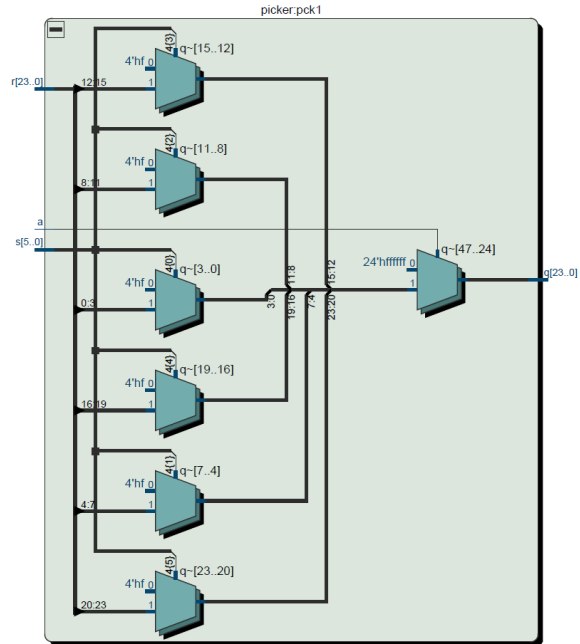 picker:pck1
4{3}
q~[15..12]
4'hf 0
r[23..0]
12:15
1
4{2}
q~[11..8]
4'hf 0
8:11
1
a
s[5..0]
4{0}
q~[3..0]
4'hf 0
0:3
1
4{4}
q~[19..16]
4'hf 0
16:19
1
4{1}
q~[7..4]
4'hf 0
4:7
1
4{5}
q~[23..20]
4'hf 0
20:23
1
3:0
19:16
11:8
7:4
23:20
15:12
q~[47..24]
24'hffffff 0
1
q[23..0]